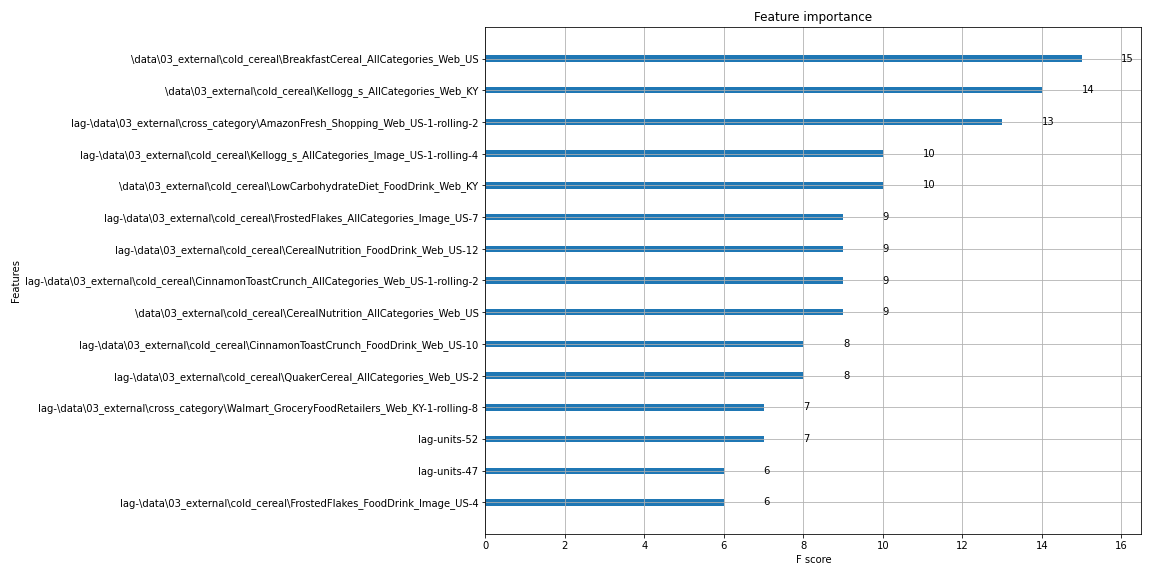 Feature importance
\data\03_external\cold_cereal\BreakfastCereal_AllCategories_Web_US 15
\data\03_external\cold_cereal\Kellogg_s_AllCategories_Web_KY 14
lag-\data\03_external\cross_category\AmazonFresh_Shopping_Web_US-1-rolling-2 13
lag-\data\03_external\cold_cereal\Kellogg_s_AllCategories_Image_US-1-rolling-4 10
\data\03_external\cold_cereal\LowCarbohydrateDiet_FoodDrink_Web_KY 10
lag-\data\03_external\cold_cereal\FrostedFlakes_AllCategories_Image_US-7 9
lag-\data\03_external\cold_cereal\CerealNutrition_FoodDrink_Web_US-12 9
lag-\data\03_external\cold_cereal\CinnamonToastCrunch_AllCategories_Web_US-1-rolling-2 9
\data\03_external\cold_cereal\CerealNutrition_AllCategories_Web_US 9
lag-\data\03_external\cold_cereal\CinnamonToastCrunch_FoodDrink_Web_US-10 8
lag-\data\03_external\cold_cereal\QuakerCereal_AllCategories_Web_US-2 8
lag-\data\03_external\cross_category\Walmart_GroceryFoodRetailers_Web_KY-1-rolling-8 7
lag-units-52 7
lag-units-47 6
lag-\data\03_external\cold_cereal\FrostedFlakes_FoodDrink_Image_US-4 6
Features
0 2 4 6 8 10 12 14 16
F score